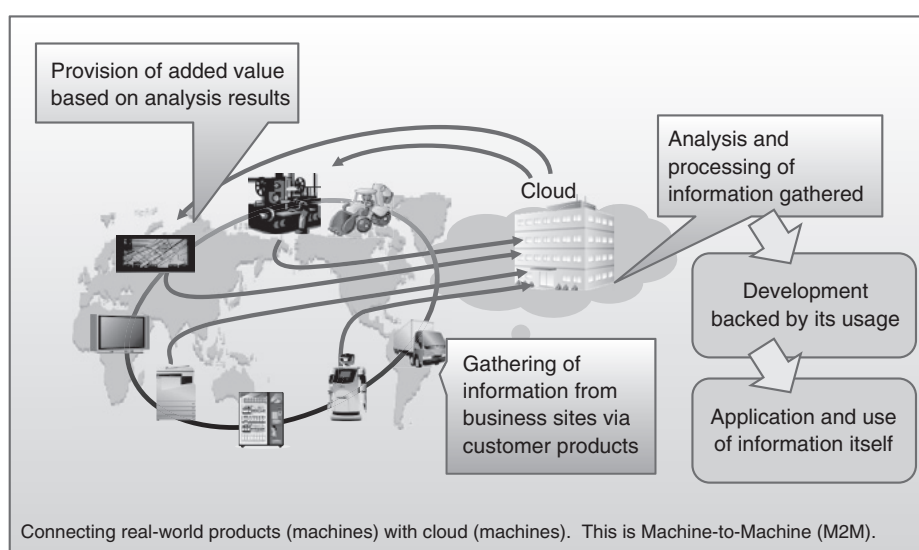 Provision of added value
based on analysis results
Analysis and
processing of
information gathered
Cloud
Development
backed by its usage
Gathering of
information from
business sites via
customer products
Application and use
of information itself
Connecting real-world products (machines) with cloud (machines).  This is Machine-to-Machine (M2M).